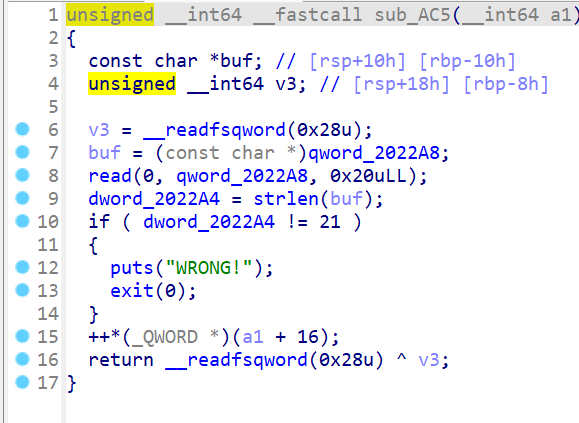 1 unsigned __int64 __fastcall sub_AC5(__int64 a1)
2 {
3   const char *buf; // [rsp+10h] [rbp-10h]
4   unsigned __int64 v3; // [rsp+18h] [rbp-8h]
5
6   v3 = __readfsqword(0x28u);
7   buf = (const char *)qword_2022A8;
8   read(0, qword_2022A8, 0x20uLL);
9   dword_2022A4 = strlen(buf);
10   if ( dword_2022A4 != 21 )
11   {
12     puts("WRONG!");
13     exit(0);
14   }
15   ++*(_QWORD *)(a1 + 16);
16   return __readfsqword(0x28u) ^ v3;
17 }